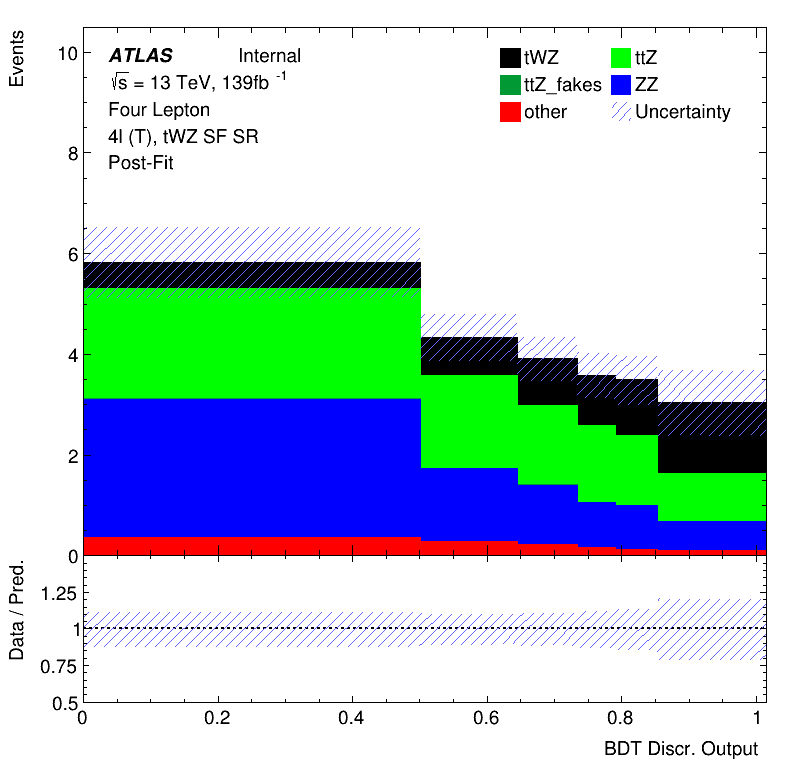 Events
10
8
6
4
2
0
ATLAS Internal
√s = 13 TeV, 139fb -1
Four Lepton
4l (T), tWZ SF SR
Post-Fit
tWZ ttZ
ttZ_fakes ZZ
other Uncertainty
Data / Pred.
1.25
1
0.75
0.5
0 0.2 0.4 0.6 0.8 1
BDT Discr. Output